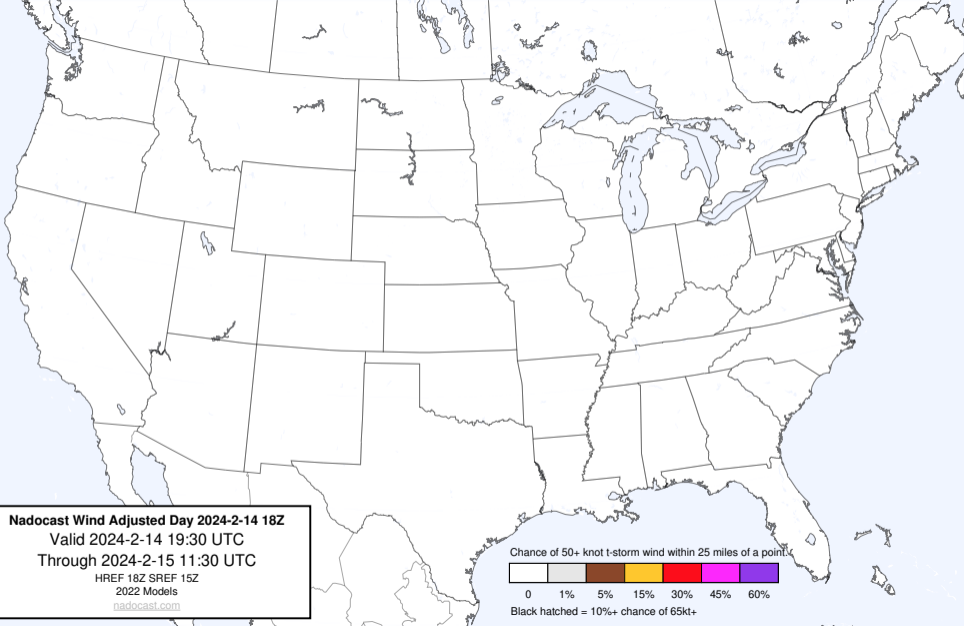 Nadocast Wind Adjusted Day 2024-2-14 18Z
Valid 2024-2-14 19:30 UTC
Through 2024-2-15 11:30 UTC
HREF 18Z SREF 15Z
2022 Models
nadocast.com
Chance of 50+ knot t-storm wind within 25 miles of a point.
0 1% 5% 15% 30% 45% 60%
Black hatched = 10%+ chance of 65kt+